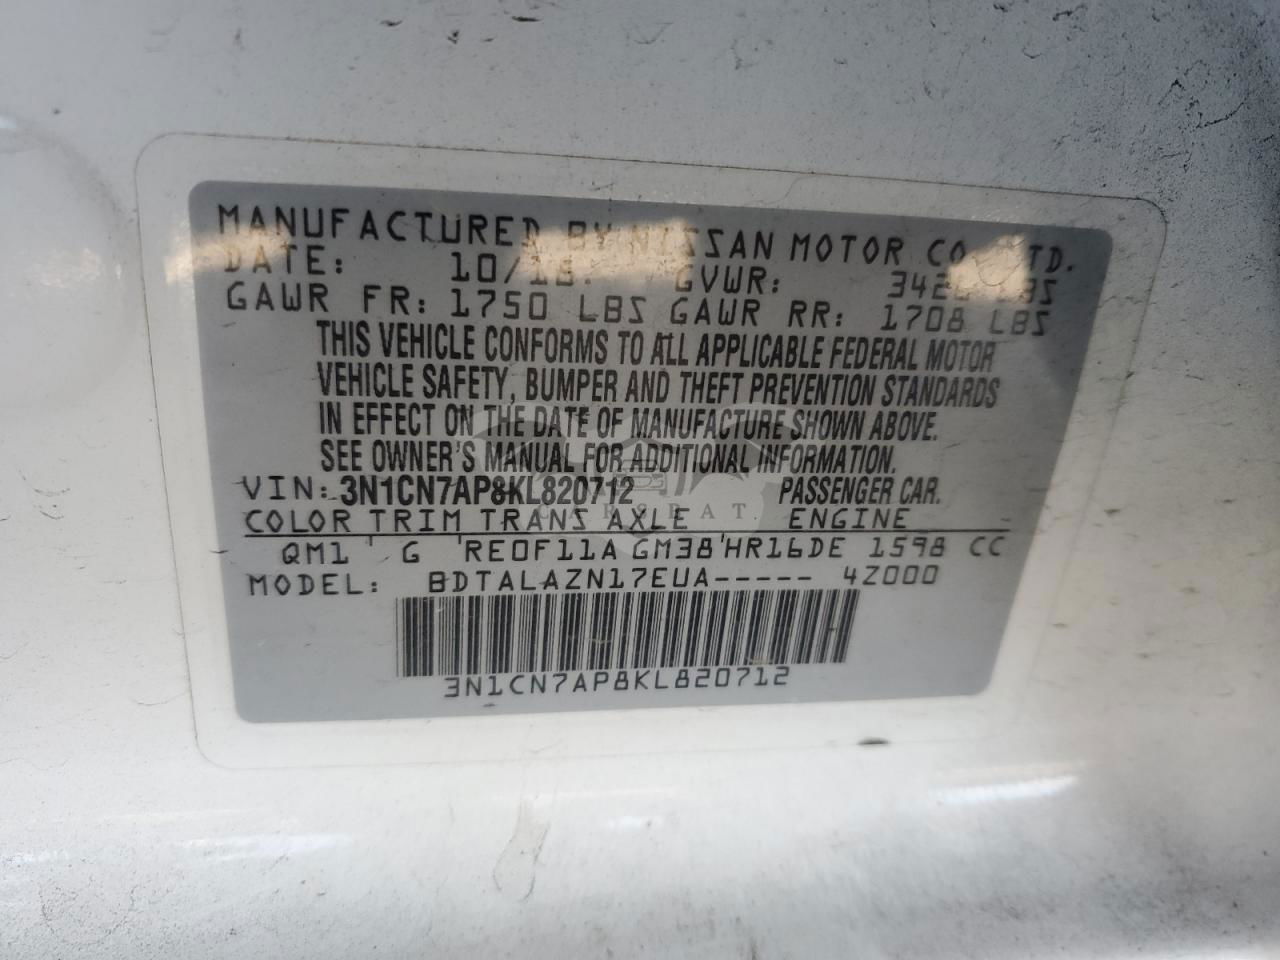 MANUFACTURED BY NISSAN MOTOR CO., LTD.
DATE: 10/18. GVWR: LBS
GAWR FR: 1750 LBS GAWR RR: 1708 LBS
THIS VEHICLE CONFORMS TO ALL APPLICABLE FEDERAL MOTOR
VEHICLE SAFETY, BUMPER AND THEFT PREVENTION STANDARDS
IN EFFECT ON THE DATE OF MANUFACTURE SHOWN ABOVE.
SEE OWNER'S MANUAL FOR ADDITIONAL INFORMATION.
VIN: 3N1CN7AP8KL820712 PASSENGER CAR.
COLOR TRIM TRANS AXLE ENGINE
QM1 ' G 'RE0F11A GM38'HR16DE 1598 CC
MODEL: BDTALAZN17EUA----- 4Z000
3N1CN7AP8KL820712
CARSBAT